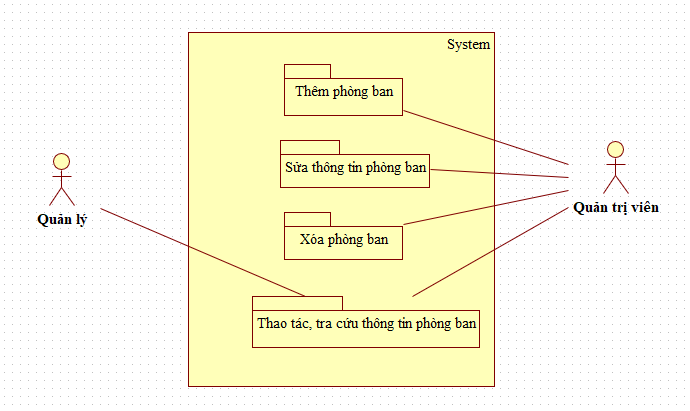 System
Thêm phòng ban
Sửa thông tin phòng ban
Xóa phòng ban
Thao tác, tra cứu thông tin phòng ban
Quản lý
Quản trị viên